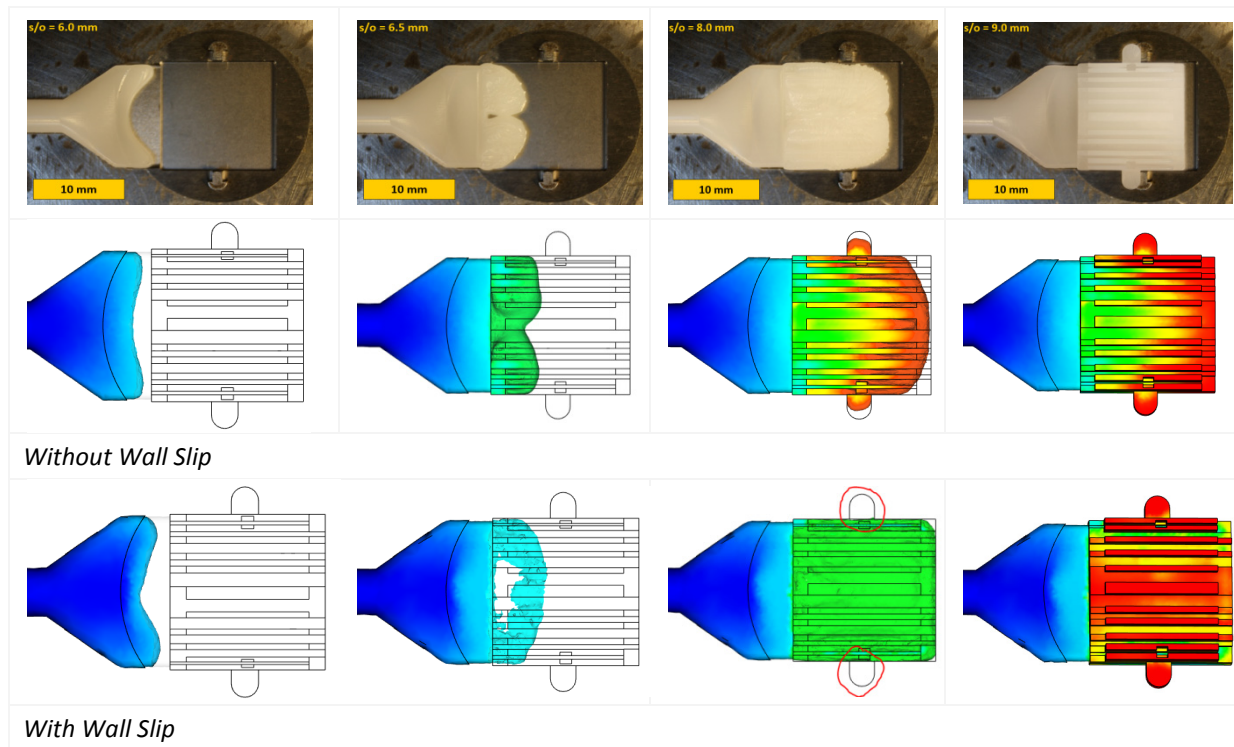 s/o = 6.0 mm
s/o = 6.5 mm
s/o = 8.0 mm
s/o = 9.0 mm
10 mm
10 mm
10 mm
10 mm
Without Wall Slip
With Wall Slip